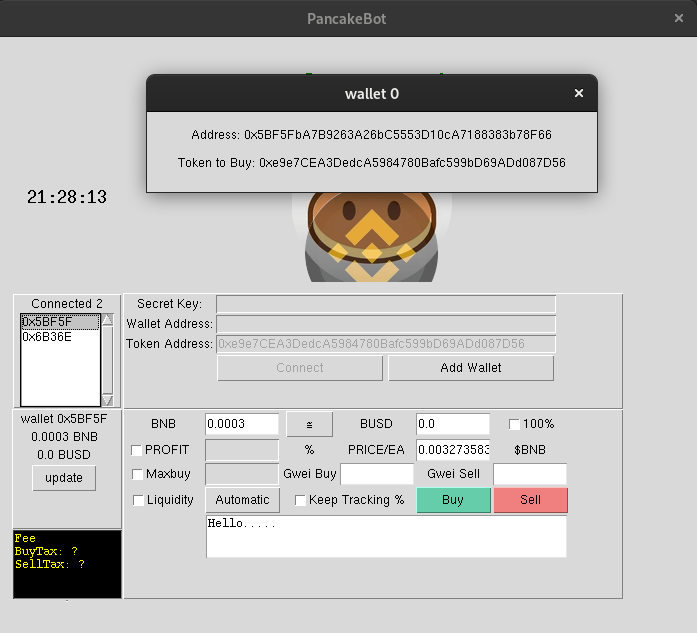 PancakeBot
wallet 0
Address: 0x5BF5FbA7B9263A26bC5553D10cA7188383b78F66
Token to Buy: 0xe9e7CEA3DedcA5984780Bafc599bD69ADd087D56
21:28:13
Connected 2
0x5BF5F
0x6B36E
Secret Key:
Wallet Address:
Token Address: 0xe9e7CEA3DedcA5984780Bafc599bD69ADd087D56
Connect Add Wallet
wallet 0x5BF5F
0.0003 BNB
0.0 BUSD
update
BNB 0.0003 ≅ BUSD 0.0 100%
PROFIT % PRICE/EA 0.003273583 $BNB
Maxbuy Gwei Buy Gwei Sell
Liquidity Automatic Keep Tracking % Buy Sell
Hello.....
Fee
BuyTax: ?
SellTax: ?